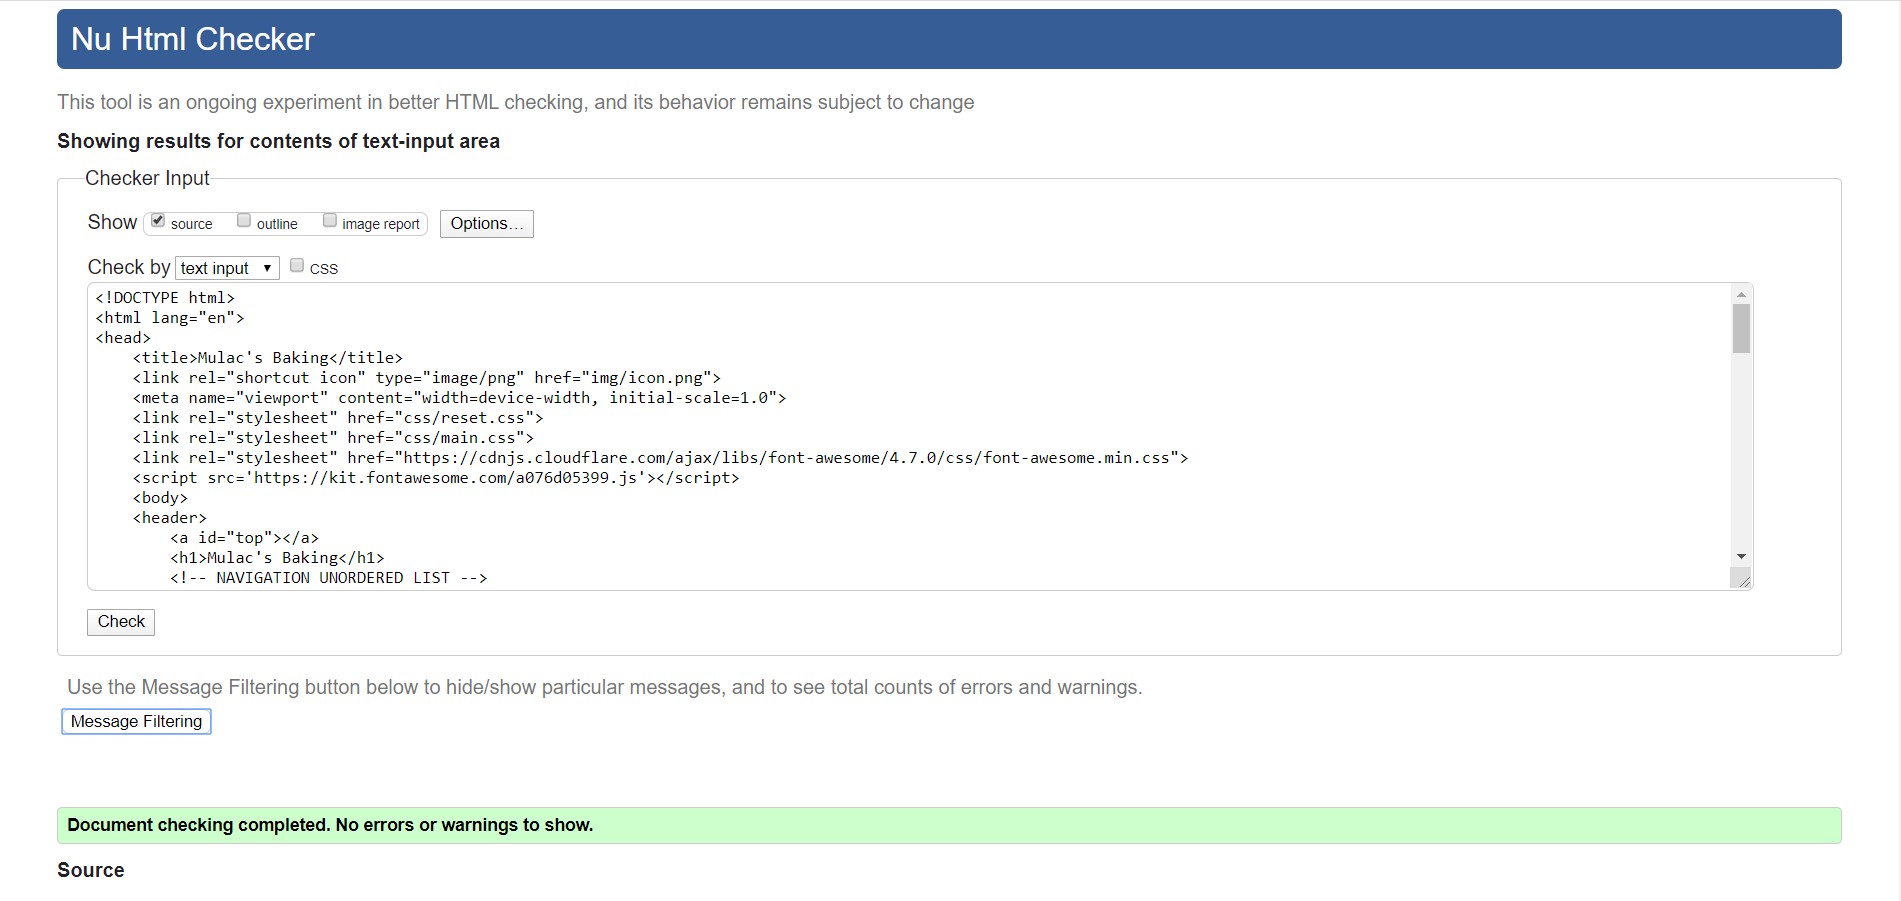 Nu Html Checker
This tool is an ongoing experiment in better HTML checking, and its behavior remains subject to change
Showing results for contents of text-input area
Checker Input
Show source outline image report Options...
Check by text input CSS
<!DOCTYPE html>
<html lang="en">
<head>
    <title>Mulac's Baking</title>
    <link rel="shortcut icon" type="image/png" href="img/icon.png">
    <meta name="viewport" content="width=device-width, initial-scale=1.0">
    <link rel="stylesheet" href="css/reset.css">
    <link rel="stylesheet" href="css/main.css">
    <link rel="stylesheet" href="https://cdnjs.cloudflare.com/ajax/libs/font-awesome/4.7.0/css/font-awesome.min.css">
    <script src='https://kit.fontawesome.com/a076d05399.js'></script>
    <body>
    <header>
        <a id="top"></a>
        <h1>Mulac's Baking</h1>
        <!-- NAVIGATION UNORDERED LIST -->
Check
Use the Message Filtering button below to hide/show particular messages, and to see total counts of errors and warnings.
Message Filtering
Document checking completed. No errors or warnings to show.
Source